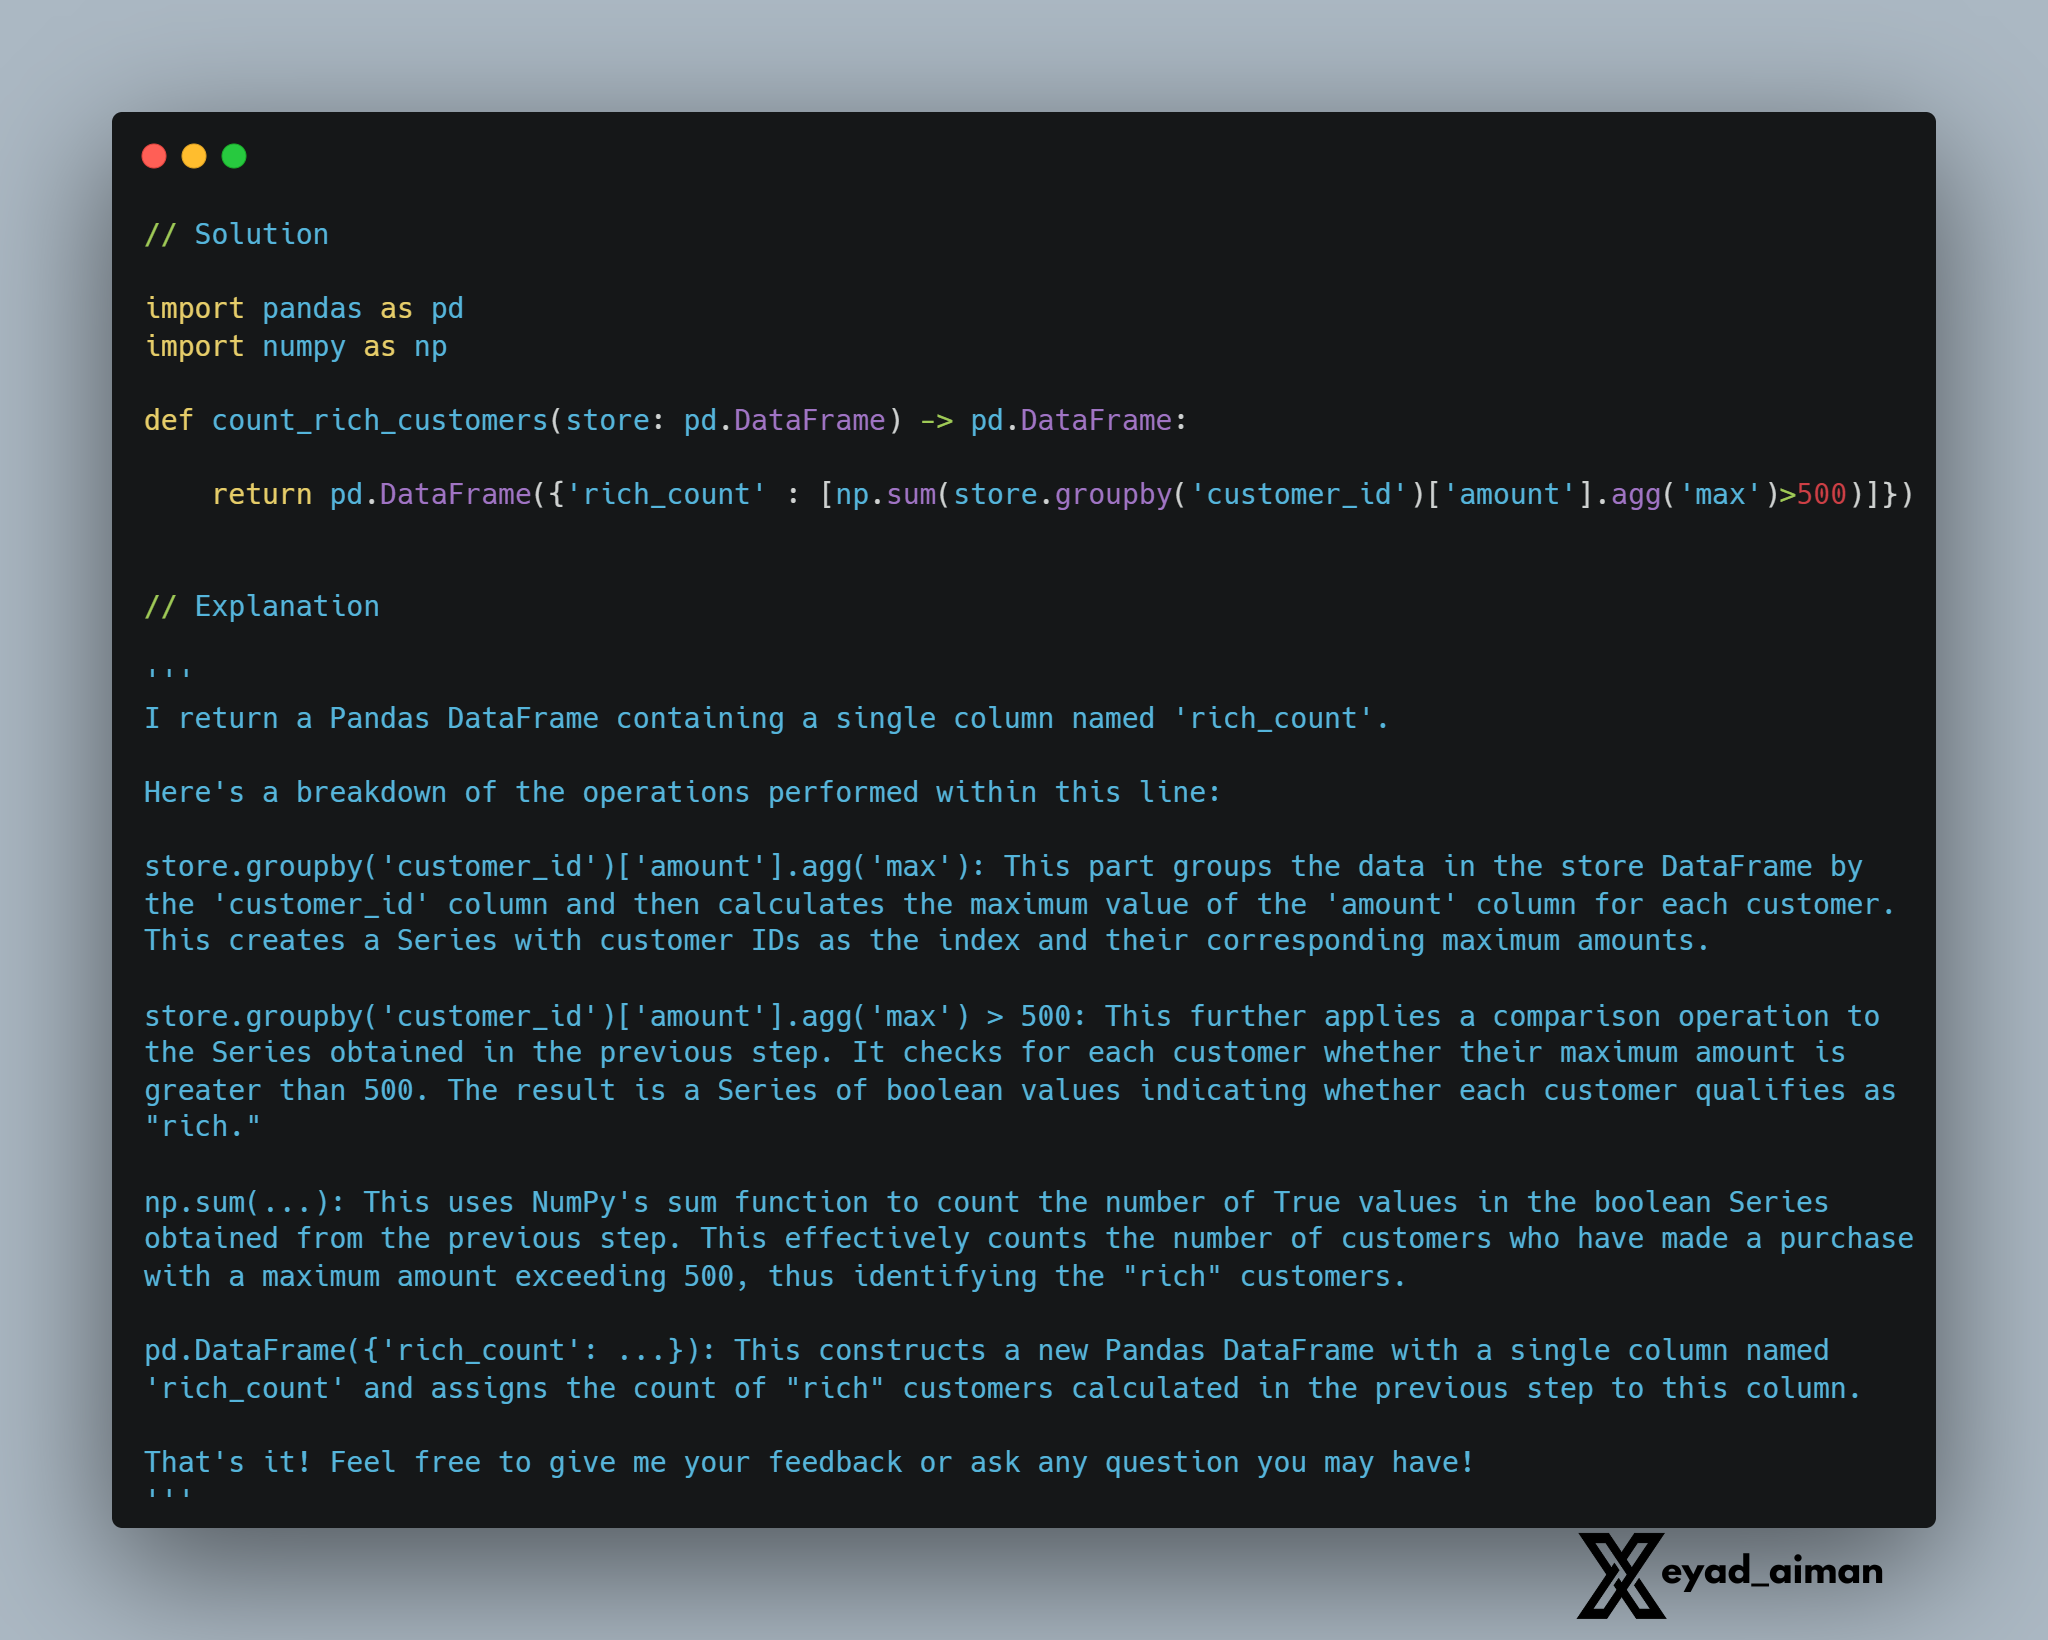 // Solution
import pandas as pd
import numpy as np
def count_rich_customers(store: pd.DataFrame) -> pd.DataFrame:
    return pd.DataFrame({'rich_count' : [np.sum(store.groupby('customer_id')['amount'].agg('max')>500)]})
// Explanation
'''
I return a Pandas DataFrame containing a single column named 'rich_count'.
Here's a breakdown of the operations performed within this line:
store.groupby('customer_id')['amount'].agg('max'): This part groups the data in the store DataFrame by
the 'customer_id' column and then calculates the maximum value of the 'amount' column for each customer.
This creates a Series with customer IDs as the index and their corresponding maximum amounts.
store.groupby('customer_id')['amount'].agg('max') > 500: This further applies a comparison operation to
the Series obtained in the previous step. It checks for each customer whether their maximum amount is
greater than 500. The result is a Series of boolean values indicating whether each customer qualifies as
"rich."
np.sum(...): This uses NumPy's sum function to count the number of True values in the boolean Series
obtained from the previous step. This effectively counts the number of customers who have made a purchase
with a maximum amount exceeding 500, thus identifying the "rich" customers.
pd.DataFrame({'rich_count': ...}): This constructs a new Pandas DataFrame with a single column named
'rich_count' and assigns the count of "rich" customers calculated in the previous step to this column.
That's it! Feel free to give me your feedback or ask any question you may have!
'''
eyad_aiman